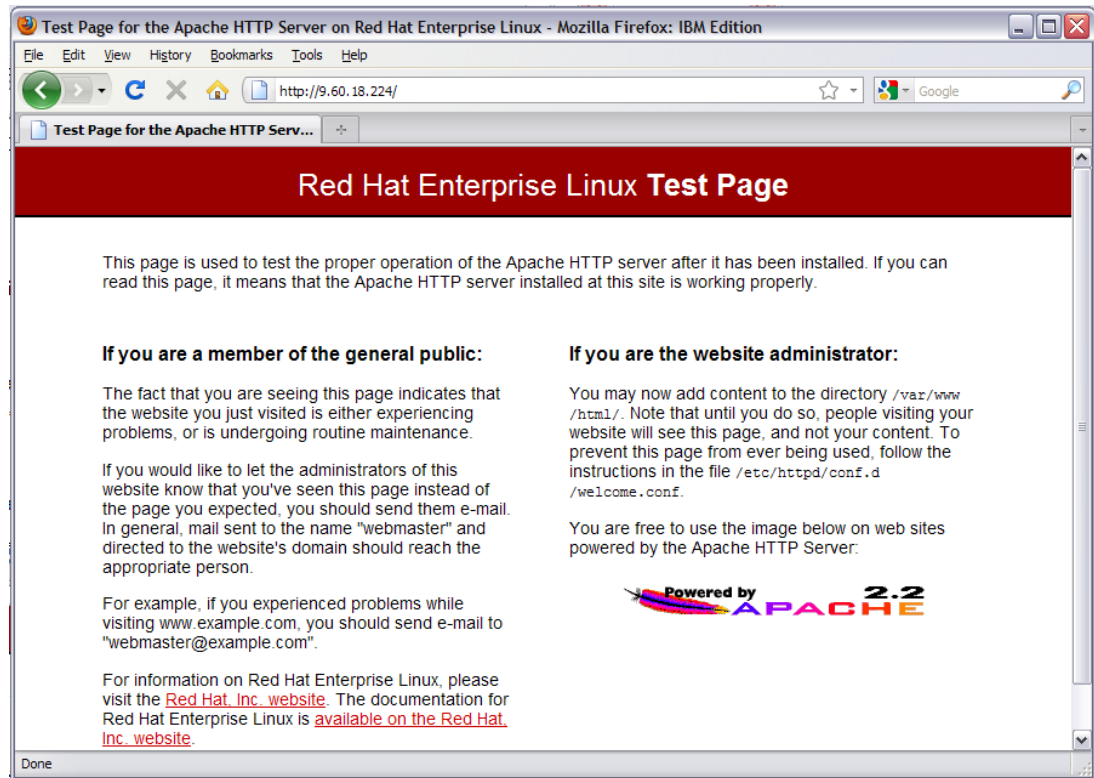 Test Page for the Apache HTTP Server on Red Hat Enterprise Linux - Mozilla Firefox: IBM Edition
File Edit View History Bookmarks Tools Help
http://9.60.18.224/
Google
Test Page for the Apache HTTP Serv...
Red Hat Enterprise Linux Test Page
This page is used to test the proper operation of the Apache HTTP server after it has been installed. If you can
read this page, it means that the Apache HTTP server installed at this site is working properly.
If you are a member of the general public:
The fact that you are seeing this page indicates that
the website you just visited is either experiencing
problems, or is undergoing routine maintenance.
If you would like to let the administrators of this
website know that you've seen this page instead of
the page you expected, you should send them e-mail.
In general, mail sent to the name "webmaster" and
directed to the website's domain should reach the
appropriate person.
For example, if you experienced problems while
visiting www.example.com, you should send e-mail to
"webmaster@example.com".
For information on Red Hat Enterprise Linux, please
visit the Red Hat, Inc. website. The documentation for
Red Hat Enterprise Linux is available on the Red Hat,
Inc. website.
If you are the website administrator:
You may now add content to the directory /var/www
/html/. Note that until you do so, people visiting your
website will see this page, and not your content. To
prevent this page from ever being used, follow the
instructions in the file /etc/httpd/conf.d
/welcome.conf.
You are free to use the image below on web sites
powered by the Apache HTTP Server:
Powered by 2.2
APACHE
Done